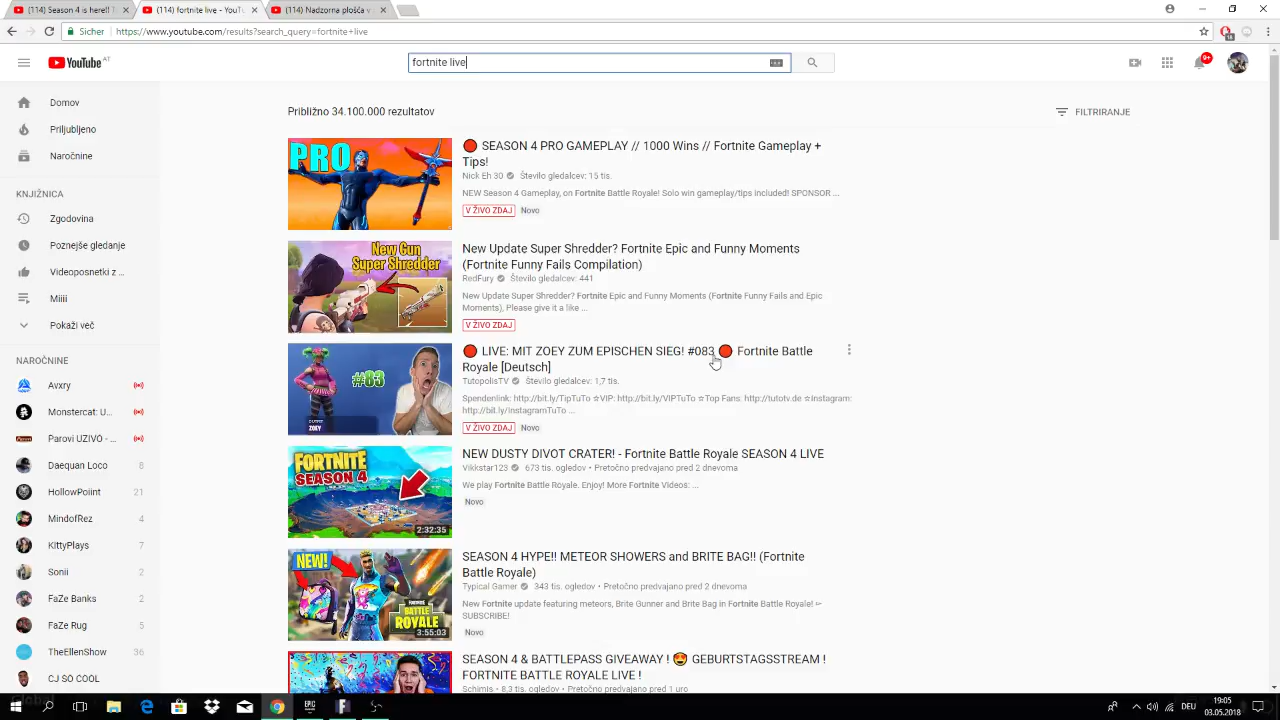 (114) Season 4 is here!! T
(114) fortnite live - YouTu
(114) Nadzorna plošča v
Sicher
https://www.youtube.com/results?search_query=fortnite+live
YouTube AT
fortnite live
9+
Domov
Priljubljeno
Naročnine
KNJIŽNICA
Zgodovina
Poznejše gledanje
Videoposnetki z ...
Miiii
Pokaži več
NAROČNINE
Avxry
Monstercat: U...
Parovi UZIVO - ...
Daequan Loco 8
HollowPoiint 21
MindofRez 4
KittyPlays 7
Sonii 2
FaZe Banks 2
FaZe Rug 5
TheEllenShow 36
CJ SO COOL
Približno 34.100.000 rezultatov
FILTRIRANJE
PRO
SEASON 4 PRO GAMEPLAY // 1000 Wins // Fortnite Gameplay +
Tips!
Nick Eh 30 Število gledalcev: 15 tis.
NEW Season 4 Gameplay, on Fortnite Battle Royale! Solo win gameplay/tips included! SPONSOR ...
V ŽIVO ZDAJ Novo
New Gun
Super Shredder
New Update Super Shredder? Fortnite Epic and Funny Moments
(Fortnite Funny Fails Compilation)
RedFury Število gledalcev: 441
New Update Super Shredder? Fortnite Epic and Funny Moments (Fortnite Funny Fails and Epic
Moments), Please give it a like ...
V ŽIVO ZDAJ
#83
ZOEY
LIVE: MIT ZOEY ZUM EPISCHEN SIEG! #083 Fortnite Battle
Royale [Deutsch]
TutopolisTV Število gledalcev: 1,7 tis.
Spendenlink: http://bit.ly/TipTuTo ☆VIP: http://bit.ly/VIPTuTo ☆Top Fans. http://tutotv.de ☆Instagram:
http://bit.ly/InstagramTuTo ...
V ŽIVO ZDAJ Novo
FORTNITE
SEASON 4
2:32:35
NEW DUSTY DIVOT CRATER! - Fortnite Battle Royale SEASON 4 LIVE
Vikkstar123 673 tis. ogledov • Pretočno predvajano pred 2 dnevoma
We play Fortnite Battle Royale. Enjoy! More Fortnite Videos: ...
Novo
NEW!
FORTNITE
BATTLE
ROYALE
3:55:03
SEASON 4 HYPE!! METEOR SHOWERS and BRITE BAG!! (Fortnite
Battle Royale)
Typical Gamer 343 tis. ogledov • Pretočno predvajano pred 2 dnevoma
New Fortnite update featuring meteors, Brite Gunner and Brite Bag in Fortnite Battle Royale! ➳
SUBSCRIBE!
Novo
SEASON 4 & BATTLEPASS GIVEAWAY ! 😍 GEBURTSTAGSSTREAM !
FORTNITE BATTLE ROYALE LIVE !
Schimis • 8,3 tis. ogledov • Pretočno predvajano pred 1 uro
Global
EPIC
DEU
19:05
03.05.2018